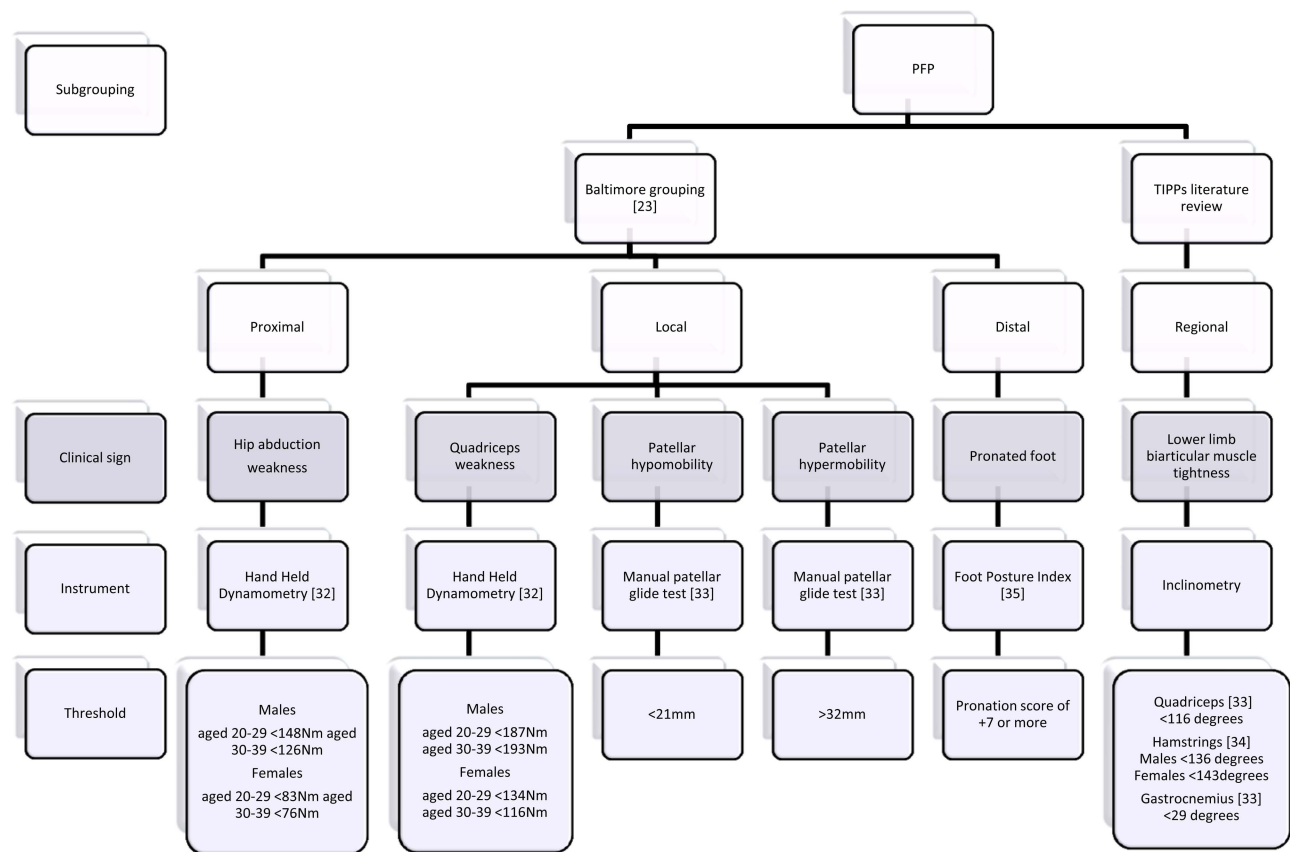 Subgrouping
PFP
Baltimore grouping
[23]
TIPPs literature
review
Proximal
Local
Distal
Regional
Clinical sign
Hip abduction
weakness
Quadriceps
weakness
Patellar
hypomobility
Patellar
hypermobility
Pronated foot
Lower limb
biarticular muscle
tightness
Instrument
Hand Held
Dynamometry [32]
Hand Held
Dynamometry [32]
Manual patellar
glide test [33]
Manual patellar
glide test [33]
Foot Posture Index
[35]
Inclinometry
Threshold
Males
aged 20-29 <148Nm aged
30-39 <126Nm
Females
aged 20-29 <83Nm aged
30-39 <76Nm
Males
aged 20-29 <187Nm
aged 30-39 <193Nm
Females
aged 20-29 <134Nm
aged 30-39 <116Nm
<21mm
>32mm
Pronation score of
+7 or more
Quadriceps [33]
<116 degrees
Hamstrings [34]
Males <136 degrees
Females <143degrees
Gastrocnemius [33]
<29 degrees